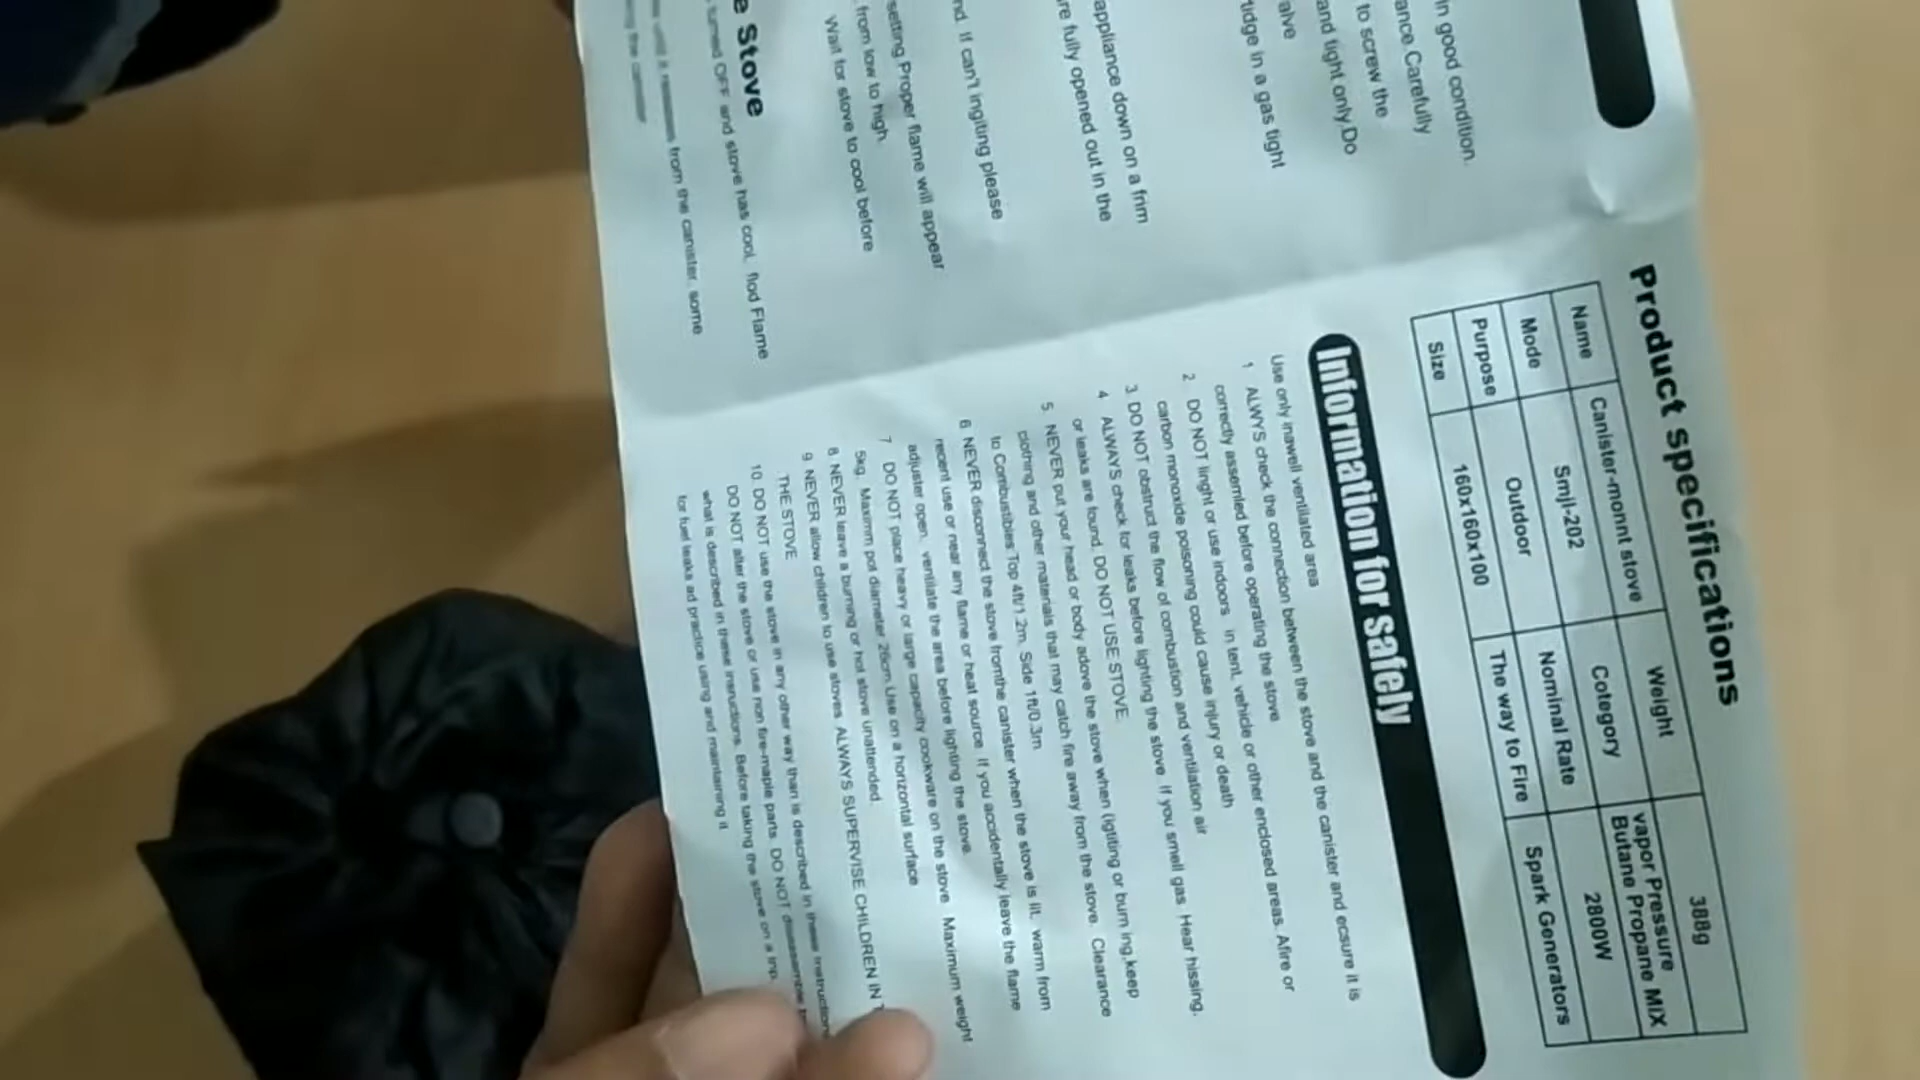 Product specifications
Name Canister-monnt stove Weight 388g
Mode Smjl-202 Cotegory vapor Pressure
Butane Propane MIX
Purpose Outdoor Nominal Rate 2800W
Size 160x160x100 The way to Fire Spark Generators
Information for safely
Use only inawell ventilated area
1 ALWYS check the connection between the stove and the canister and ecsure it is
correctly assemled before operating the stove
2 DO NOT linght or use indoors in tent, vehicle or other enclosed areas. Afire or
carbon monoxide poisoning could cause injury or death
3 DO NOT obstruct the flow of combustion and ventilation air
4 ALWAYS check for leaks before lighting the stove. If you smell gas Hear hissing,
or leaks are found, DO NOT USE STOVE.
5 NEVER put your head or body adove the stove when (igtiting or burn ing,keep
clothing and other materials that may catch fire away from the stove. Clearance
to Combustibles: Top 4ft/1.2m, Side 1ft/0.3m
6 NEVER disconnect the stove fromthe canister when the stove is lit, warm from
recent use or near any flame or heat source. If you accidentally leave the flame
adjuster open, ventilate the area before lighting the stove
7 DO NOT place heavy or large capacity cookware on the stove Maximum weight
5kg. Maximm pot diameter 26cm.Use on a horizontal surface
8 NEVER leave a burning or hot stove unattended
9 NEVER allow children to use stoves ALWAYS SUPERVISE CHILDREN IN
THE STOVE
10 DO NOT use the stove in any other way than is described in these instructions
DO NOT alter the stove or use non fire-maple parts. DO NOT disassemble
what is described in these Before taking the stove on a
for fuel leaks ad practice using and maintaining it
in good condition.
ance.Carefully
to screw the
and tight only.Do
alve
tidge in a gas tight
appliance down on a frim
re fully opened out in the
nd. If can't ingiting please
setting Proper flame will appear
from low to high.
Wait for stove to cool before
e Stove
turned OFF and stove has cool, flod Flame
from the canister, some
the canister